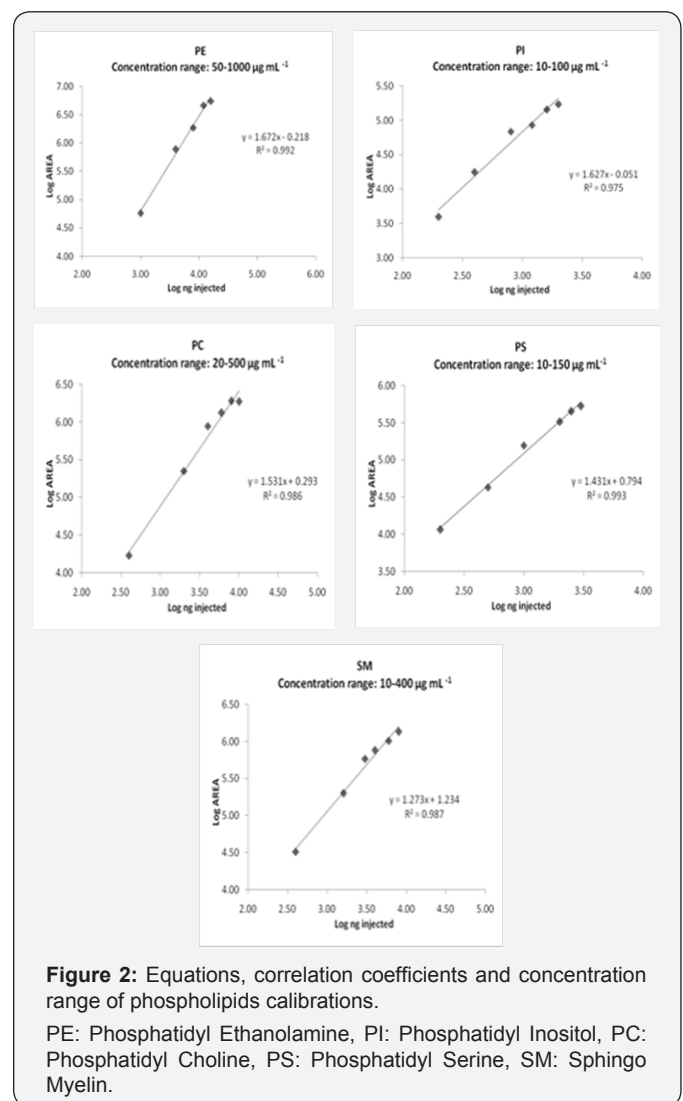 PE
Concentration range: 50-1000 µg mL⁻¹
7.00
6.50
6.00
5.50
5.00
4.50
4.00
Log AREA
y = 1.672x - 0.218
R² = 0.992
2.00 3.00 4.00 5.00 6.00
Log ng injected
PI
Concentration range: 10-100 µg mL⁻¹
5.50
5.00
4.50
4.00
3.50
3.00
Log AREA
y = 1.627x - 0.051
R² = 0.975
2.00 2.50 3.00 3.50 4.00
Log ng injected
PC
Concentration range: 20-500 µg mL⁻¹
6.50
6.00
5.50
5.00
4.50
4.00
Log AREA
y = 1.531x + 0.293
R² = 0.986
2.00 2.50 3.00 3.50 4.00 4.50 5.00
Log ng injected
PS
Concentration range: 10-150 µg mL⁻¹
6.00
5.50
5.00
4.50
4.00
3.50
Log AREA
y = 1.431x + 0.794
R² = 0.993
2.00 2.50 3.00 3.50 4.00
Log ng injected
SM
Concentration range: 10-400 µg mL⁻¹
6.50
6.00
5.50
5.00
4.50
4.00
Log AREA
y = 1.273x + 1.234
R² = 0.987
2.00 2.50 3.00 3.50 4.00 4.50 5.00
Log ng injected
Figure 2: Equations, correlation coefficients and concentration
range of phospholipids calibrations.
PE: Phosphatidyl Ethanolamine, PI: Phosphatidyl Inositol, PC:
Phosphatidyl Choline, PS: Phosphatidyl Serine, SM: Sphingo
Myelin.